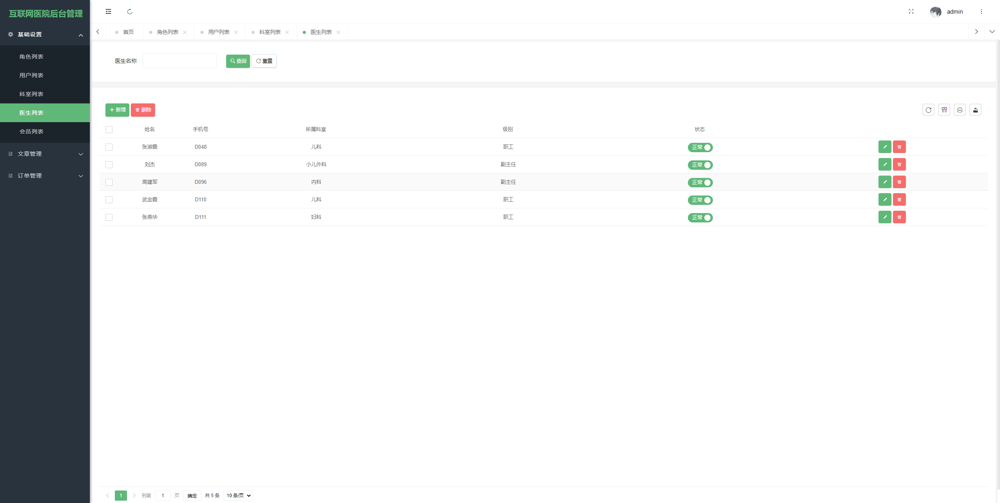 互联网医院后台管理
admin
基础设置
角色列表
用户列表
科室列表
医生列表
会员列表
文章管理
订单管理
首页 角色列表 用户列表 科室列表 医生列表
医生名称 查询 重置
新增 删除
姓名 手机号 所属科室 级别 状态
张淑霞 D048 儿科 职工 正常
刘杰 D089 小儿外科 副主任 正常
高建军 D096 内科 副主任 正常
武金霞 D110 儿科 职工 正常
张燕华 D111 妇科 职工 正常
1 到第 1 页 确定 共 5 条 10 条/页